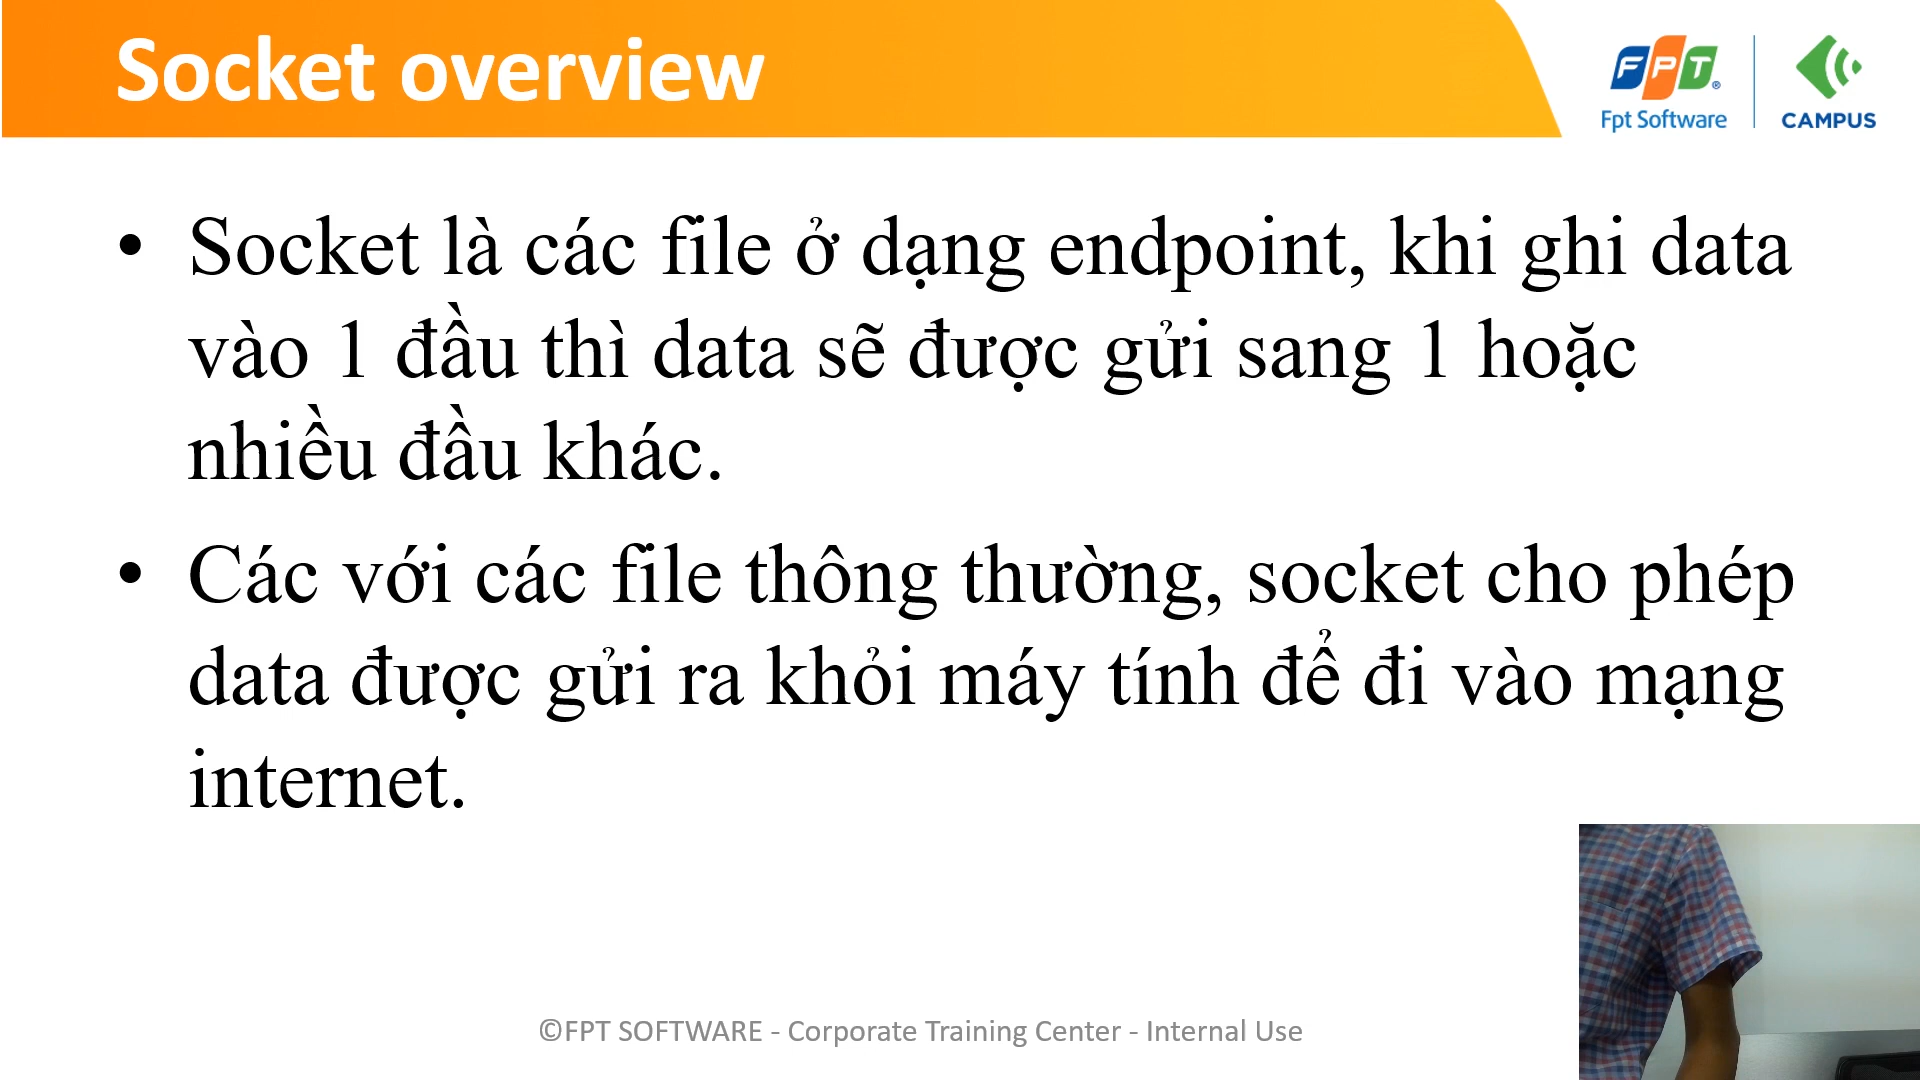 Socket overview
FPT®
Fpt Software
CAMPUS
• Socket là các file ở dạng endpoint, khi ghi data
vào 1 đầu thì data sẽ được gửi sang 1 hoặc
nhiều đầu khác.
• Các với các file thông thường, socket cho phép
data được gửi ra khỏi máy tính để đi vào mạng
internet.
©FPT SOFTWARE - Corporate Training Center - Internal Use